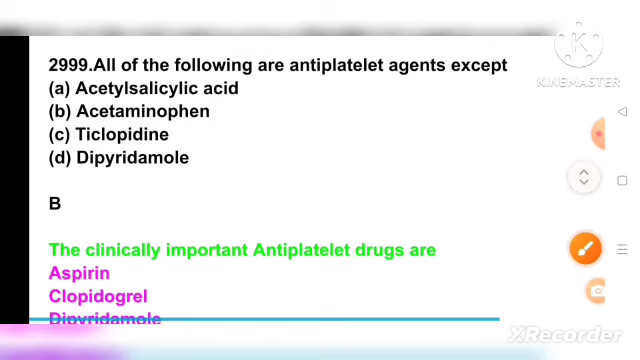 KINEMASTER
2999.All of the following are antiplatelet agents except
(a) Acetylsalicylic acid
(b) Acetaminophen
(c) Ticlopidine
(d) Dipyridamole
B
The clinically important Antiplatelet drugs are
Aspirin
Clopidogrel
Dipyridamole
XRecorder